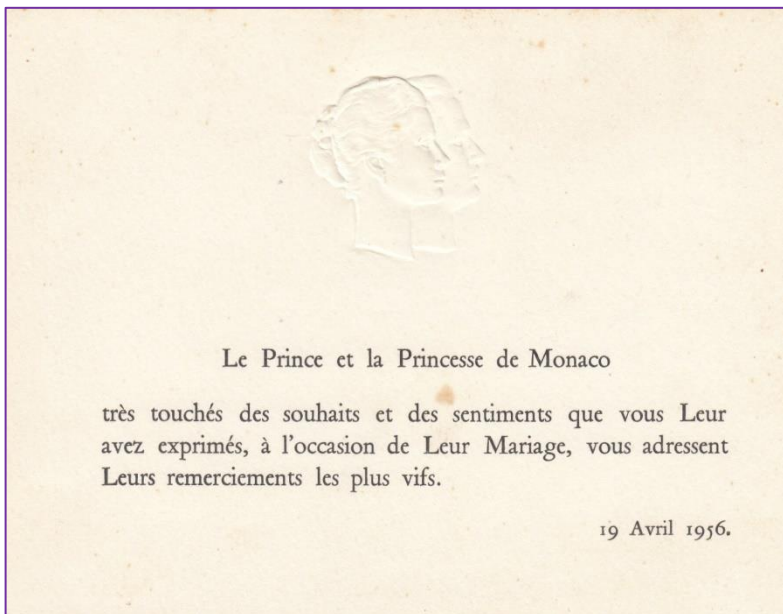 Le Prince et la Princesse de Monaco
très touchés des souhaits et des sentiments que vous Leur
avez exprimés, à l'occasion de Leur Mariage, vous adressent
Leurs remerciements les plus vifs.
19 Avril 1956.